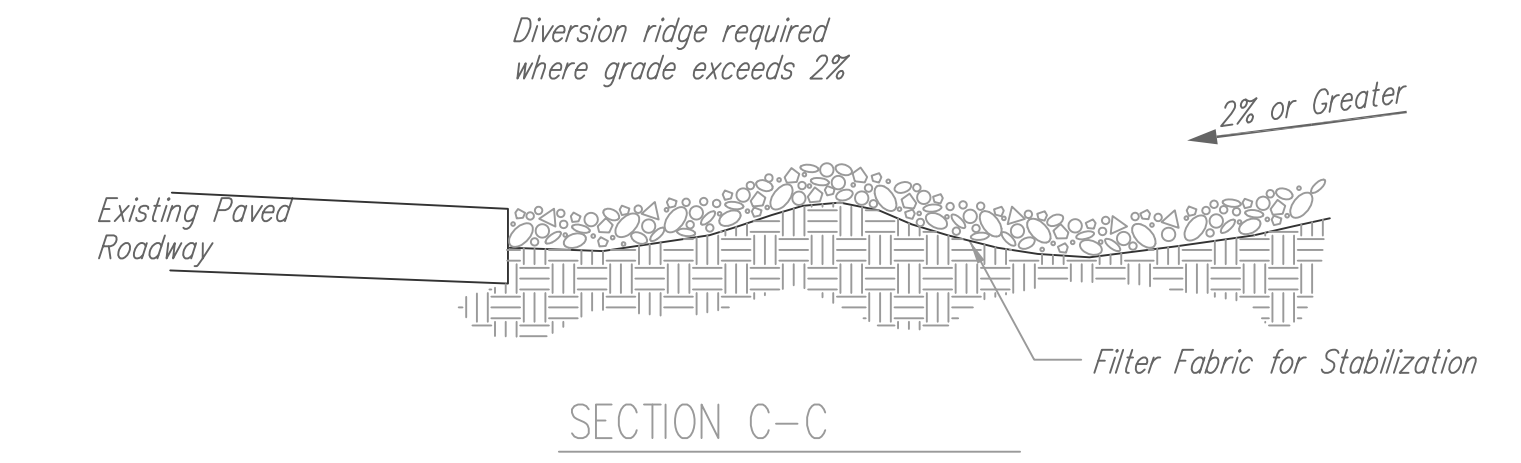 Diversion ridge required
where grade exceeds 2%
2% or Greater
Existing Paved
Roadway
Filter Fabric for Stabilization
SECTION C-C